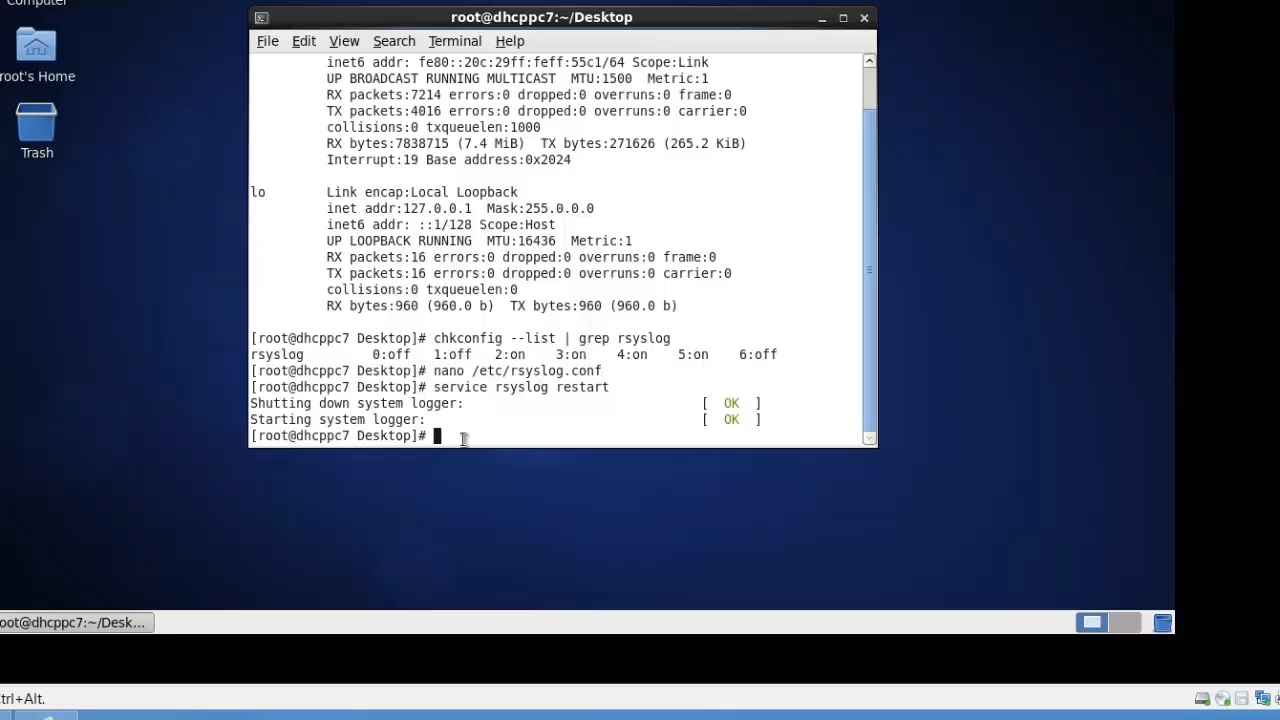 Computer
root's Home
Trash
root@dhcppc7:~/Desktop
File Edit View Search Terminal Help
inet6 addr: fe80::20c:29ff:feff:55c1/64 Scope:Link
UP BROADCAST RUNNING MULTICAST  MTU:1500  Metric:1
RX packets:7214 errors:0 dropped:0 overruns:0 frame:0
TX packets:4016 errors:0 dropped:0 overruns:0 carrier:0
collisions:0 txqueuelen:1000
RX bytes:7838715 (7.4 MiB)  TX bytes:271626 (265.2 KiB)
Interrupt:19 Base address:0x2024
lo        Link encap:Local Loopback
inet addr:127.0.0.1  Mask:255.0.0.0
inet6 addr: ::1/128 Scope:Host
UP LOOPBACK RUNNING  MTU:16436  Metric:1
RX packets:16 errors:0 dropped:0 overruns:0 frame:0
TX packets:16 errors:0 dropped:0 overruns:0 carrier:0
collisions:0 txqueuelen:0
RX bytes:960 (960.0 b)  TX bytes:960 (960.0 b)
[root@dhcppc7 Desktop]# chkconfig --list | grep rsyslog
rsyslog         0:off   1:off   2:on    3:on    4:on    5:on    6:off
[root@dhcppc7 Desktop]# nano /etc/rsyslog.conf
[root@dhcppc7 Desktop]# service rsyslog restart
Shutting down system logger:                               [  OK  ]
Starting system logger:                                    [  OK  ]
[root@dhcppc7 Desktop]#
oot@dhcppc7:~/Desk...
trl+Alt.